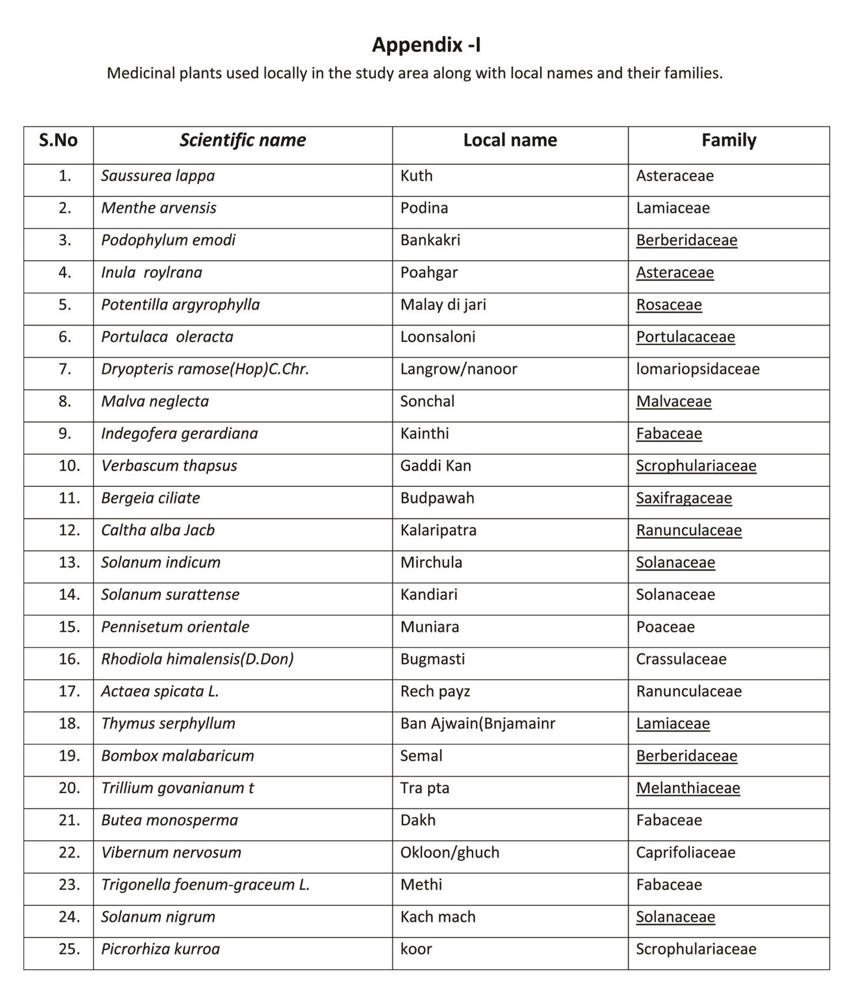 Appendix -I
Medicinal plants used locally in the study area along with local names and their families.
S.No Scientific name Local name Family
1. Saussurea lappa Kuth Asteraceae
2. Menthe arvensis Podina Lamiaceae
3. Podophylum emodi Bankakri Berberidaceae
4. Inula  roylrana Poahgar Asteraceae
5. Potentilla argyrophylla Malay di jari Rosaceae
6. Portulaca  oleracta Loonsaloni Portulacaceae
7. Dryopteris ramose(Hop)C.Chr. Langrow/nanoor lomariopsidaceae
8. Malva neglecta Sonchal Malvaceae
9. Indegofera gerardiana Kainthi Fabaceae
10. Verbascum thapsus Gaddi Kan Scrophulariaceae
11. Bergeia ciliate Budpawah Saxifragaceae
12. Caltha alba Jacb Kalaripatra Ranunculaceae
13. Solanum indicum Mirchula Solanaceae
14. Solanum surattense Kandiari Solanaceae
15. Pennisetum orientale Muniara Poaceae
16. Rhodiola himalensis(D.Don) Bugmasti Crassulaceae
17. Actaea spicata L. Rech payz Ranunculaceae
18. Thymus serphyllum Ban Ajwain(Bnjamainr Lamiaceae
19. Bombox malabaricum Semal Berberidaceae
20. Trillium govanianum t Tra pta Melanthiaceae
21. Butea monosperma Dakh Fabaceae
22. Vibernum nervosum Okloon/ghuch Caprifoliaceae
23. Trigonella foenum-graceum L. Methi Fabaceae
24. Solanum nigrum Kach mach Solanaceae
25. Picrorhiza kurroa koor Scrophulariaceae